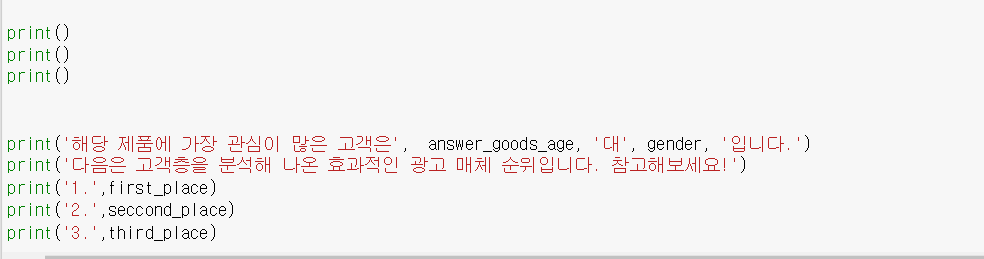 print()
print()
print()
print('해당 제품에 가장 관심이 많은 고객은',  answer_goods_age, '대', gender, '입니다.')
print('다음은 고객층을 분석해 나온 효과적인 광고 매체 순위입니다. 참고해보세요!')
print('1.',first_place)
print('2.',seccond_place)
print('3.',third_place)